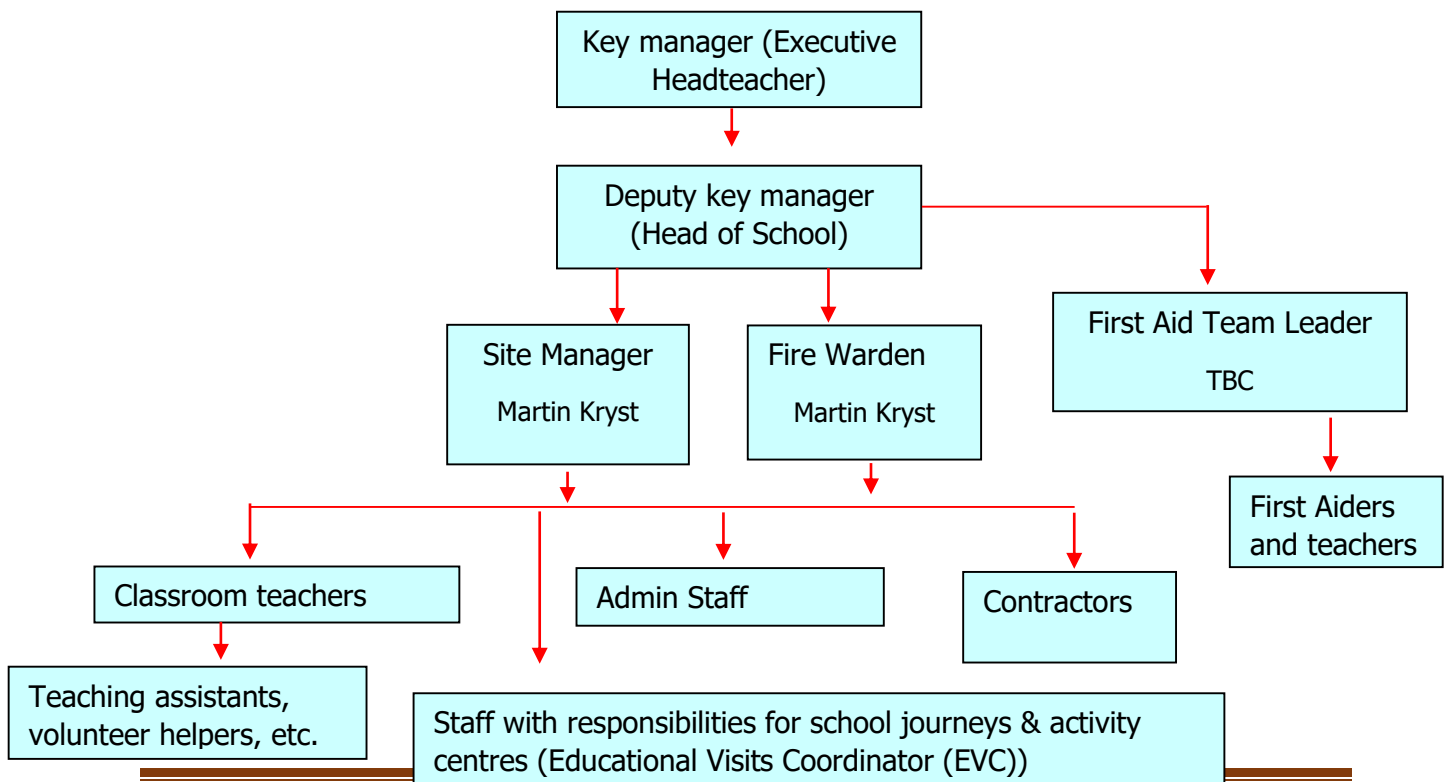 Key manager (Executive
Headteacher)
Deputy key manager
(Head of School)
Site Manager
Martin Kryst
Fire Warden
Martin Kryst
First Aid Team Leader
TBC
First Aiders
and teachers
Classroom teachers
Admin Staff
Contractors
Teaching assistants,
volunteer helpers, etc.
Staff with responsibilities for school journeys & activity
centres (Educational Visits Coordinator (EVC))